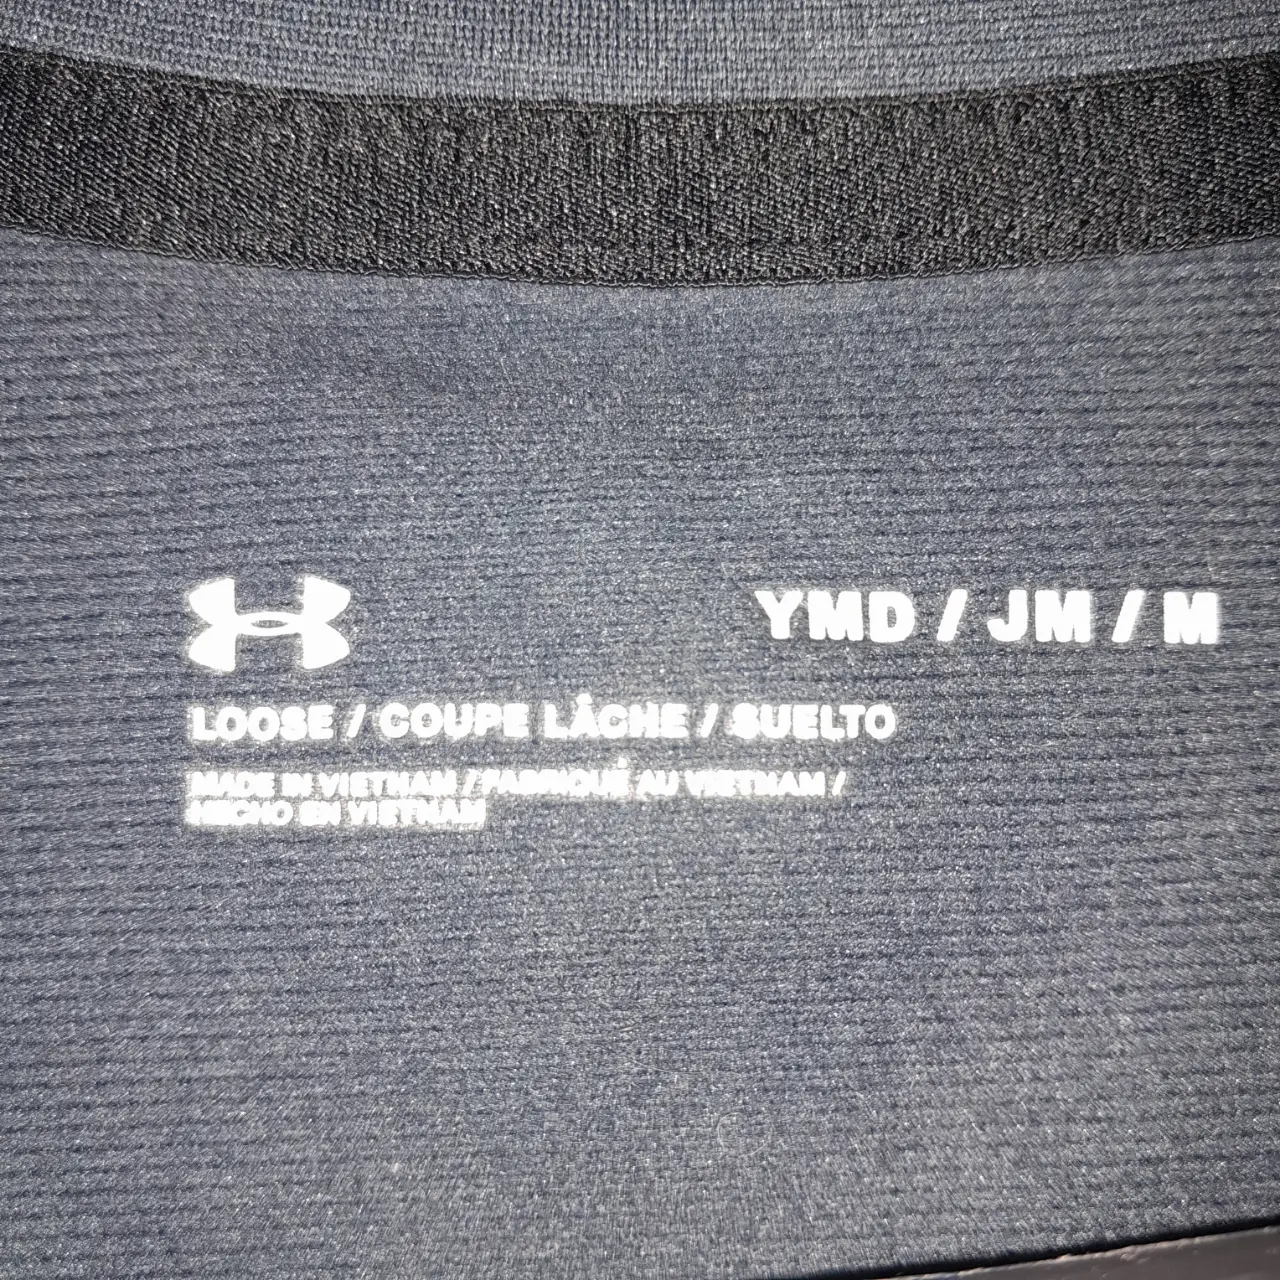 YMD / JM / M
LOOSE / COUPE LÂCHE / SUELTO
MADE IN VIETNAM / FABRIQUÉ AU VIETNAM /
HECHO EN VIETNAM